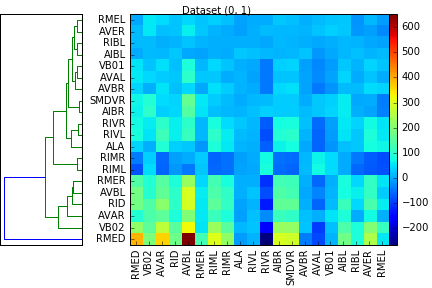 Dataset (0, 1)
RMEL
AVER
RIBL
AIBL
VB01
AVAL
AVBR
SMDVR
AIBR
RIVR
RIVL
ALA
RIMR
RIML
RMER
AVBL
RID
AVAR
VB02
RMED
600
500
400
300
200
100
0
−100
−200
RMED
VB02
AVAR
RID
AVBL
RMER
RIML
RIMR
ALA
RIVL
RIVR
AIBR
SMDVR
AVBR
AVAL
VB01
AIBL
RIBL
AVER
RMEL